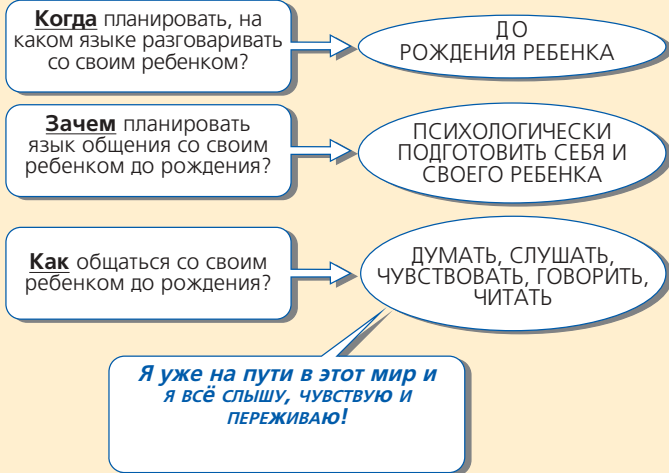 Когда планировать, на
каком языке разговаривать
со своим ребенком?
ДО
РОЖДЕНИЯ РЕБЕНКА
Зачем планировать
язык общения со своим
ребенком до рождения?
ПСИХОЛОГИЧЕСКИ
ПОДГОТОВИТЬ СЕБЯ И
СВОЕГО РЕБЕНКА
Как общаться со своим
ребенком до рождения?
ДУМАТЬ, СЛУШАТЬ,
ЧУВСТВОВАТЬ, ГОВОРИТЬ,
ЧИТАТЬ
Я уже на пути в этот мир и
я всё слышу, чувствую и
переживаю!